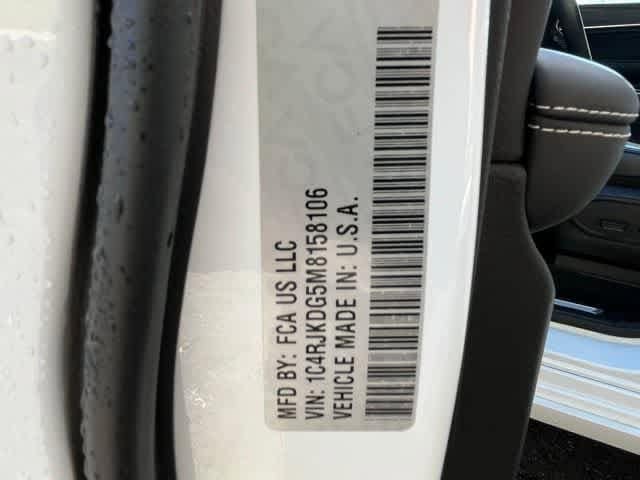 MFD BY: FCA US LLC
VIN: 1C4RJKDG5M8158106
VEHICLE MADE IN: U.S.A.